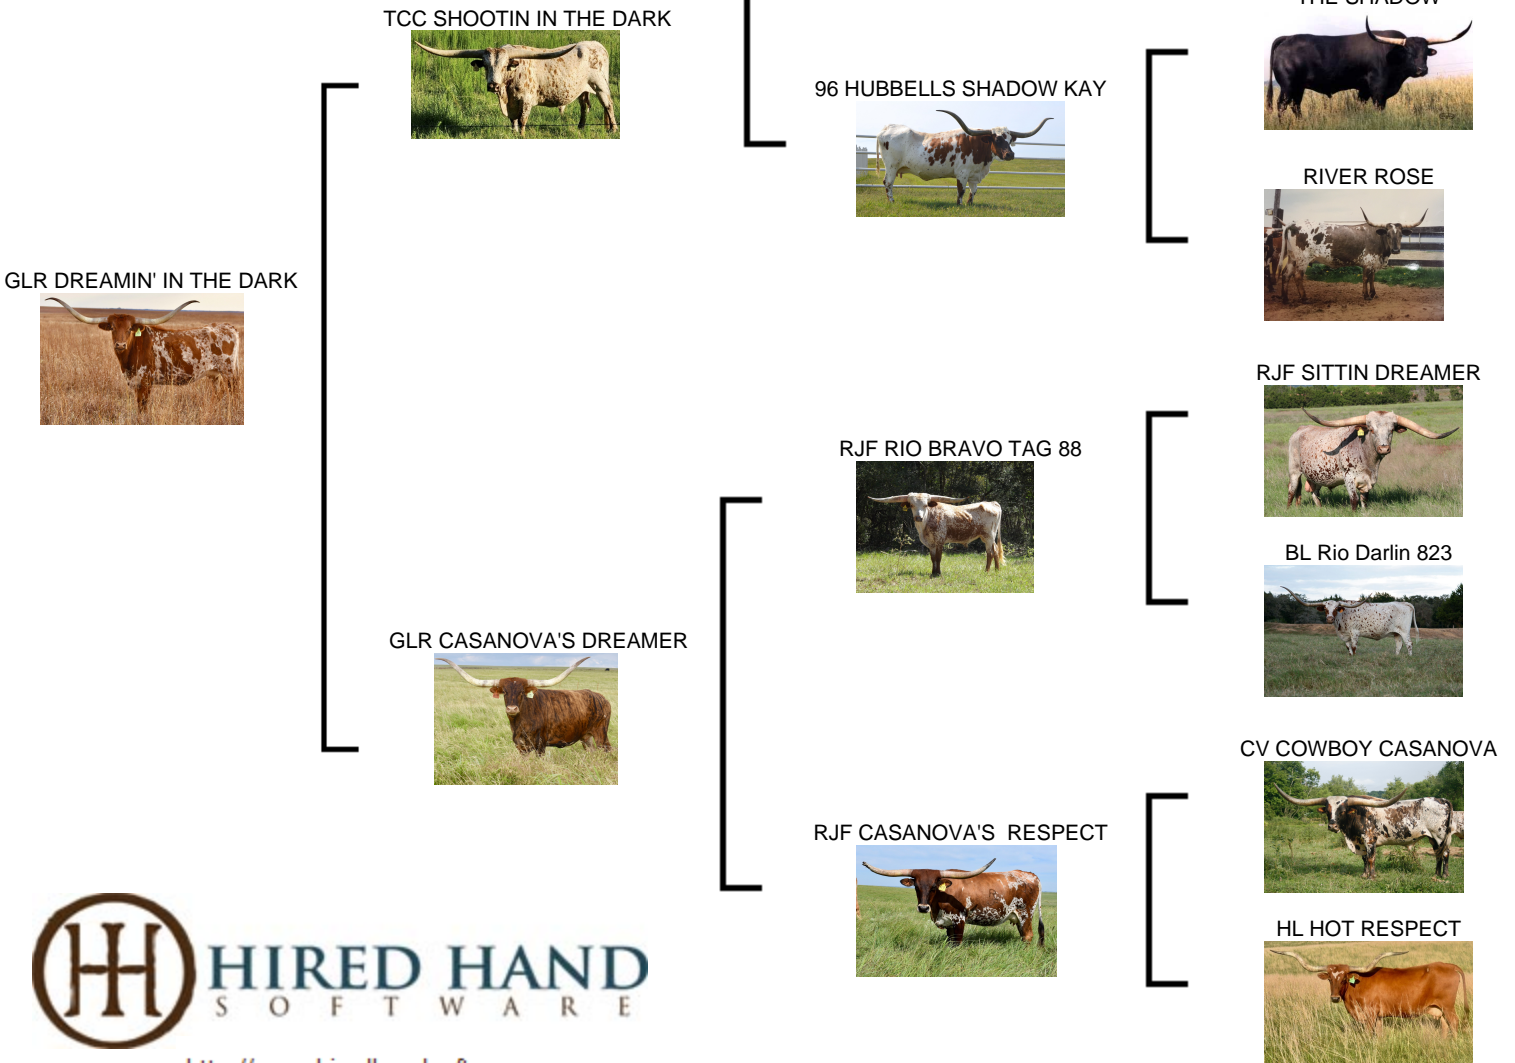 THE SHADOW
TCC SHOOTIN IN THE DARK
96 HUBBELLS SHADOW KAY
RIVER ROSE
GLR DREAMIN' IN THE DARK
RJF SITTIN DREAMER
RJF RIO BRAVO TAG 88
BL Rio Darlin 823
GLR CASANOVA'S DREAMER
CV COWBOY CASANOVA
RJF CASANOVA'S  RESPECT
HL HOT RESPECT
HIRED HAND
SOFTWARE